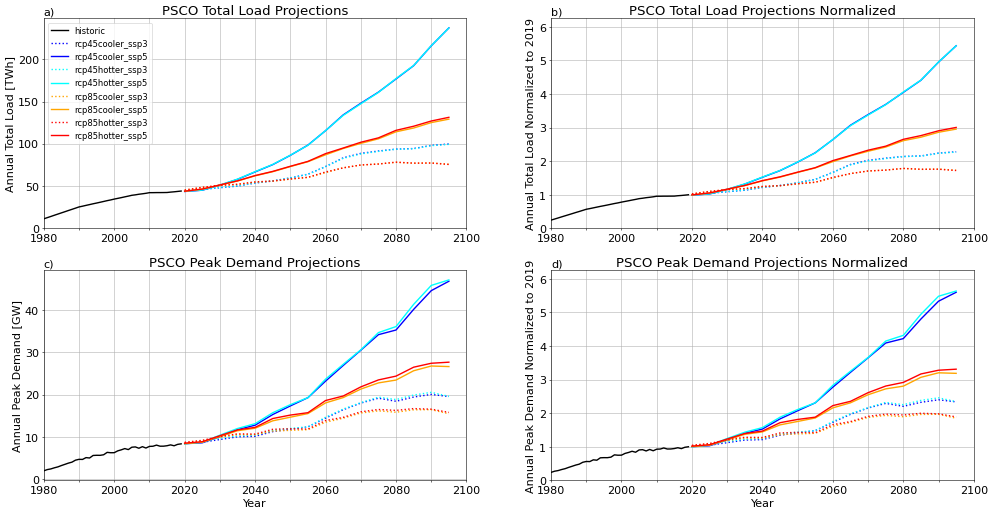 a) PSCO Total Load Projections
Annual Total Load [TWh]
200
150
100
50
0
historic
rcp45cooler_ssp3
rcp45cooler_ssp5
rcp45hotter_ssp3
rcp45hotter_ssp5
rcp85cooler_ssp3
rcp85cooler_ssp5
rcp85hotter_ssp3
rcp85hotter_ssp5
1980 2000 2020 2040 2060 2080 2100
b) PSCO Total Load Projections Normalized
Annual Total Load Normalized to 2019
6
5
4
3
2
1
0
1980 2000 2020 2040 2060 2080 2100
c) PSCO Peak Demand Projections
Annual Peak Demand [GW]
40
30
20
10
0
1980 2000 2020 2040 2060 2080 2100
Year
d) PSCO Peak Demand Projections Normalized
Annual Peak Demand Normalized to 2019
6
5
4
3
2
1
0
1980 2000 2020 2040 2060 2080 2100
Year